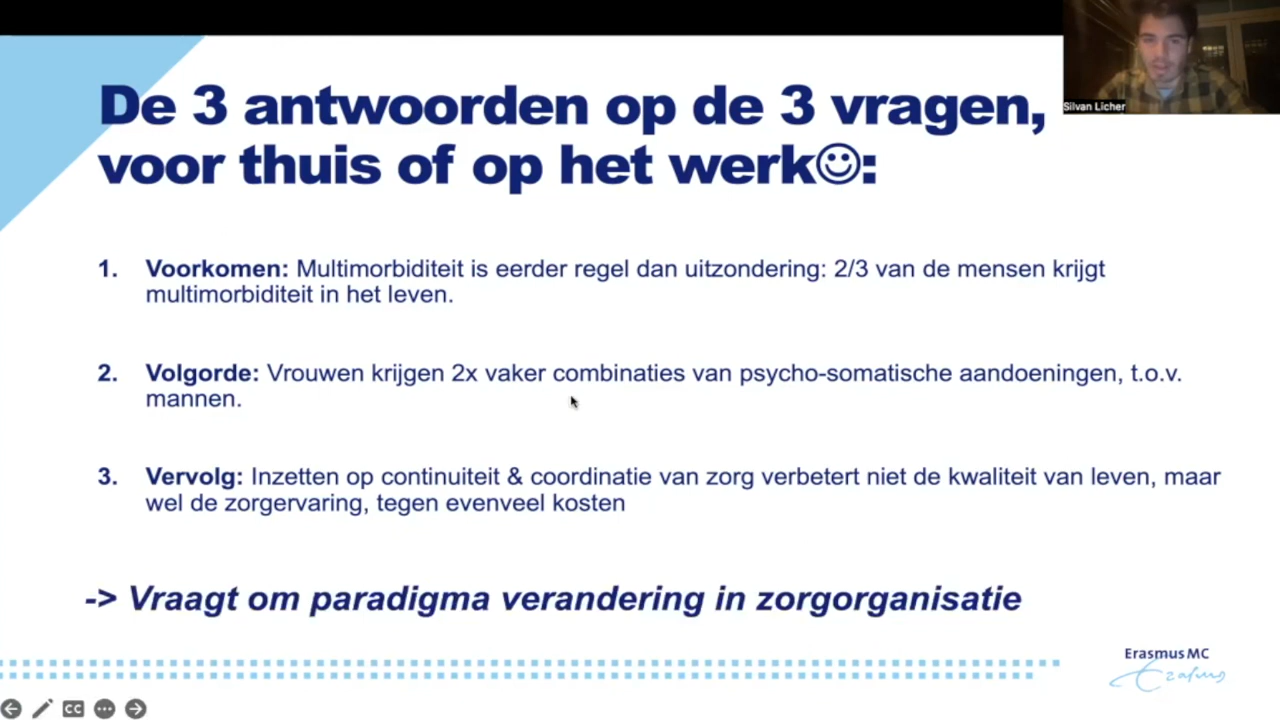 De 3 antwoorden op de 3 vragen,
voor thuis of op het werk☺:
Silvan Licher
1. Voorkomen: Multimorbiditeit is eerder regel dan uitzondering: 2/3 van de mensen krijgt
multimorbiditeit in het leven.
2. Volgorde: Vrouwen krijgen 2x vaker combinaties van psycho-somatische aandoeningen, t.o.v.
mannen.
3. Vervolg: Inzetten op continuiteit & coordinatie van zorg verbetert niet de kwaliteit van leven, maar
wel de zorgervaring, tegen evenveel kosten
-> Vraagt om paradigma verandering in zorgorganisatie
Erasmus MC
Erasmus
CC